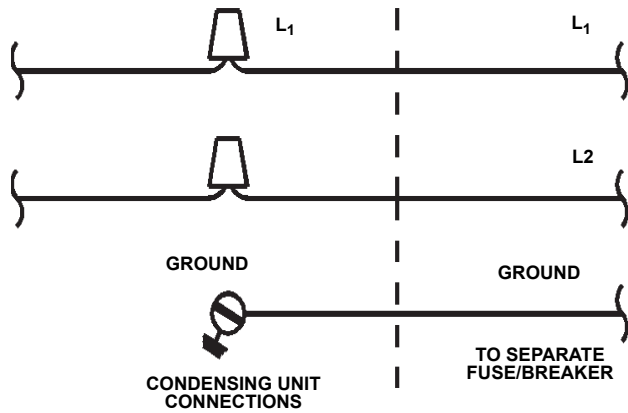 L₁ L₁
L2
GROUND GROUND
CONDENSING UNIT
CONNECTIONS
TO SEPARATE
FUSE/BREAKER